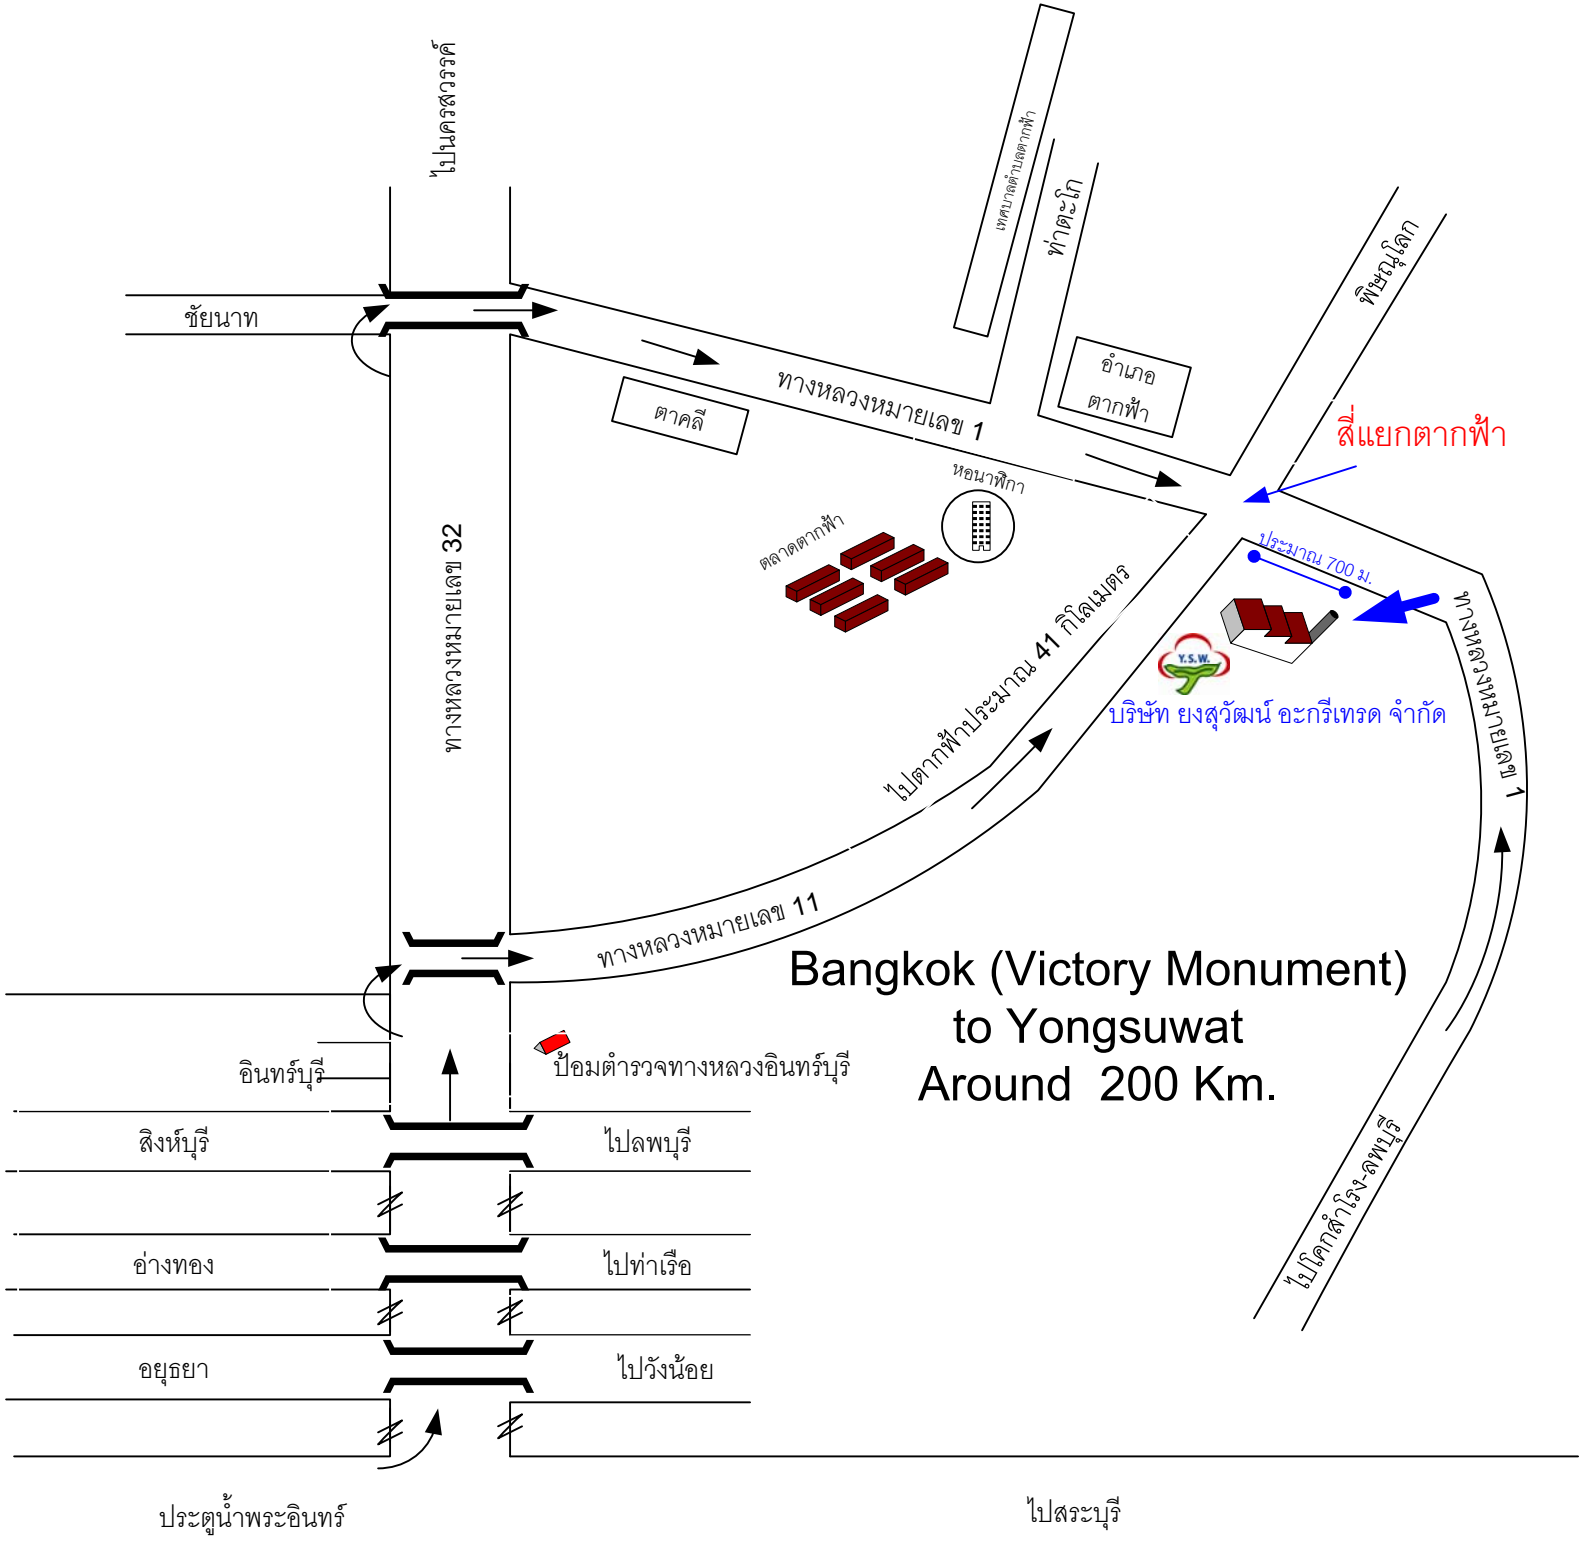 ไปนครสวรรค์
เทศบาลตำบลตากฟ้า
ท่าตะโก
พิษณุโลก
ชัยนาท
ตาคลี
ทางหลวงหมายเลข 1
อำเภอ
ตากฟ้า
สี่แยกตากฟ้า
หอนาฬิกา
ตลาดตากฟ้า
ประมาณ 700 ม.
ทางหลวงหมายเลข 32
ไปตากฟ้าประมาณ 41 กิโลเมตร
Y.S.W.
บริษัท ยงสุวัฒน์ อะกรีเทรด จำกัด
ทางหลวงหมายเลข 1
ทางหลวงหมายเลข 11
Bangkok (Victory Monument)
to Yongsuwat
Around 200 Km.
อินทร์บุรี
ป้อมตำรวจทางหลวงอินทร์บุรี
สิงห์บุรี
ไปลพบุรี
ไปโคกสำโรง-ลพบุรี
อ่างทอง
ไปท่าเรือ
อยุธยา
ไปวังน้อย
ประตูน้ำพระอินทร์
ไปสระบุรี